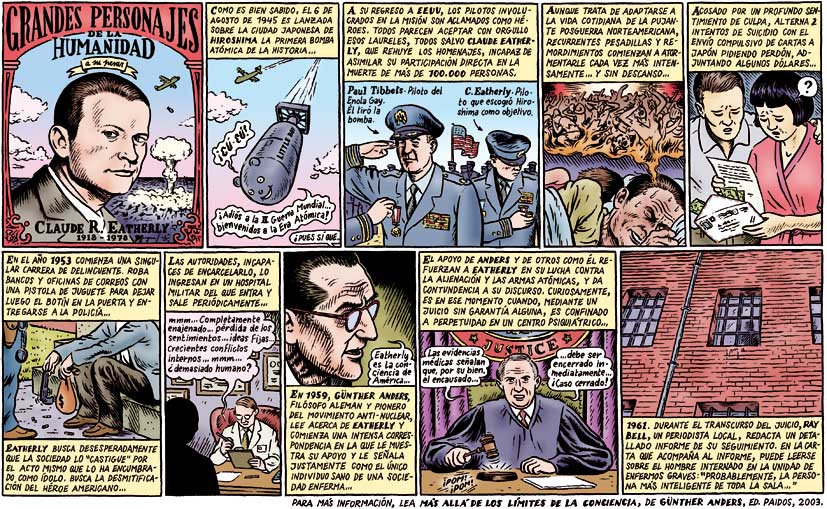 GRANDES PERSONAJES
DE LA
HUMANIDAD
a su pesar
CLAUDE R. EATHERLY
1918 - 1978
COMO ES BIEN SABIDO, EL 6 DE
AGOSTO DE 1945 ES LANZADA
SOBRE LA CIUDAD JAPONESA DE
HIROSHIMA LA PRIMERA BOMBA
ATÓMICA DE LA HISTORIA...
¡CU-CU!
LITTLE BOY
¡Adiós a la II Guerra Mundial...
bienvenidos a la Era Atómica!
¡PUES SÍ QUE...
A SU REGRESO A EEUU, LOS PILOTOS INVOLU-
CRADOS EN LA MISIÓN SON ACLAMADOS COMO HÉ-
ROES. TODOS PARECEN ACEPTAR CON ORGULLO
ESOS LAURELES, TODOS SALVO CLAUDE EATHER-
LY, QUE REHUYE LOS HOMENAJES, INCAPAZ DE
ASIMILAR SU PARTICIPACIÓN DIRECTA EN LA
MUERTE DE MÁS DE 100.000 PERSONAS.
Paul Tibbets. Piloto del
Enola Gay.
Él tiró la
bomba.
C. Eatherly. Pilo-
to que escogió Hiro-
shima como objetivo.
AUNQUE TRATA DE ADAPTARSE A
LA VIDA COTIDIANA DE LA PUJAN-
TE POSGUERRA NORTEAMERICANA,
RECURRENTES PESADILLAS Y RE-
MORDIMIENTOS COMIENZAN A ATOR-
MENTARLE CADA VEZ MÁS INTEN-
SAMENTE... Y SIN DESCANSO...
ACOSADO POR UN PROFUNDO SEN-
TIMIENTO DE CULPA, ALTERNA 2
INTENTOS DE SUICIDIO CON EL
ENVÍO COMPULSIVO DE CARTAS A
JAPÓN PIDIENDO PERDÓN, AD-
JUNTANDO ALGUNOS DÓLARES...
?
EN EL AÑO 1953 COMIENZA UNA SINGU-
LAR CARRERA DE DELINCUENTE. ROBA
BANCOS Y OFICINAS DE CORREOS CON
UNA PISTOLA DE JUGUETE PARA DEJAR
LUEGO EL BOTÍN EN LA PUERTA Y EN-
TREGARSE A LA POLICÍA...
EATHERLY BUSCA DESESPERADAMENTE
QUE LA SOCIEDAD LO "CASTIGUE" POR
EL ACTO MISMO QUE LO HA ENCUMBRA-
DO, COMO ÍDOLO. BUSCA LA DESMITIFICA-
CIÓN DEL HÉROE AMERICANO...
LAS AUTORIDADES, INCAPA-
CES DE ENCARCELARLO, LO
INGRESAN EN UN HOSPITAL
MILITAR DEL QUE ENTRA Y
SALE PERIÓDICAMENTE...
mmm... Completamente
enajenado... pérdida de los
sentimientos...ideas fijas...
crecientes conflictos
internos... mmm...
¿demasiado humano?
Eatherly
es la con-
ciencia de
América...
EN 1959, GÜNTHER ANDERS,
FILÓSOFO ALEMÁN Y PIONERO
DEL MOVIMIENTO ANTI-NUCLEAR,
LEE ACERCA DE EATHERLY Y
COMIENZA UNA INTENSA CORRES-
PONDENCIA EN LA QUE LE MUES-
TRA SU APOYO Y LE SEÑALA
JUSTAMENTE COMO EL ÚNICO
INDIVIDUO SANO DE UNA SOCIE-
DAD ENFERMA...
EL APOYO DE ANDERS Y DE OTROS COMO ÉL RE-
FUERZAN A EATHERLY EN SU LUCHA CONTRA
LA ALIENACIÓN Y LAS ARMAS ATÓMICAS, Y DA
CONTUNDENCIA A SU DISCURSO. CURIOSAMENTE,
ES EN ESE MOMENTO CUANDO, MEDIANTE UN
JUICIO SIN GARANTÍA ALGUNA, ES CONFINADO
A PERPETUIDAD EN UN CENTRO PSIQUIÁTRICO...
JUSTICE
Las evidencias
médicas señalan
que, por su bien,
el encausado...
...debe ser
encerrado in-
mediatamente...
¡Caso cerrado!
¡POM!
¡POM!
1961. DURANTE EL TRANSCURSO DEL JUICIO, RAY
BELL, UN PERIODISTA LOCAL, REDACTA UN DE-
TALLADO INFORME DE SU SEGUIMIENTO. EN LA CAR-
TA QUE ACOMPAÑA AL INFORME, PUEDE LEERSE
SOBRE EL HOMBRE INTERNADO EN LA UNIDAD DE
ENFERMOS GRAVES: "PROBABLEMENTE, LA PERSO-
NA MÁS INTELIGENTE DE TODA LA SALA..."
PARA MÁS INFORMACIÓN, LEA MÁS ALLÁ DE LOS LÍMITES DE LA CONCIENCIA, DE GÜNTHER ANDERS, ED. PAIDOS, 2003.